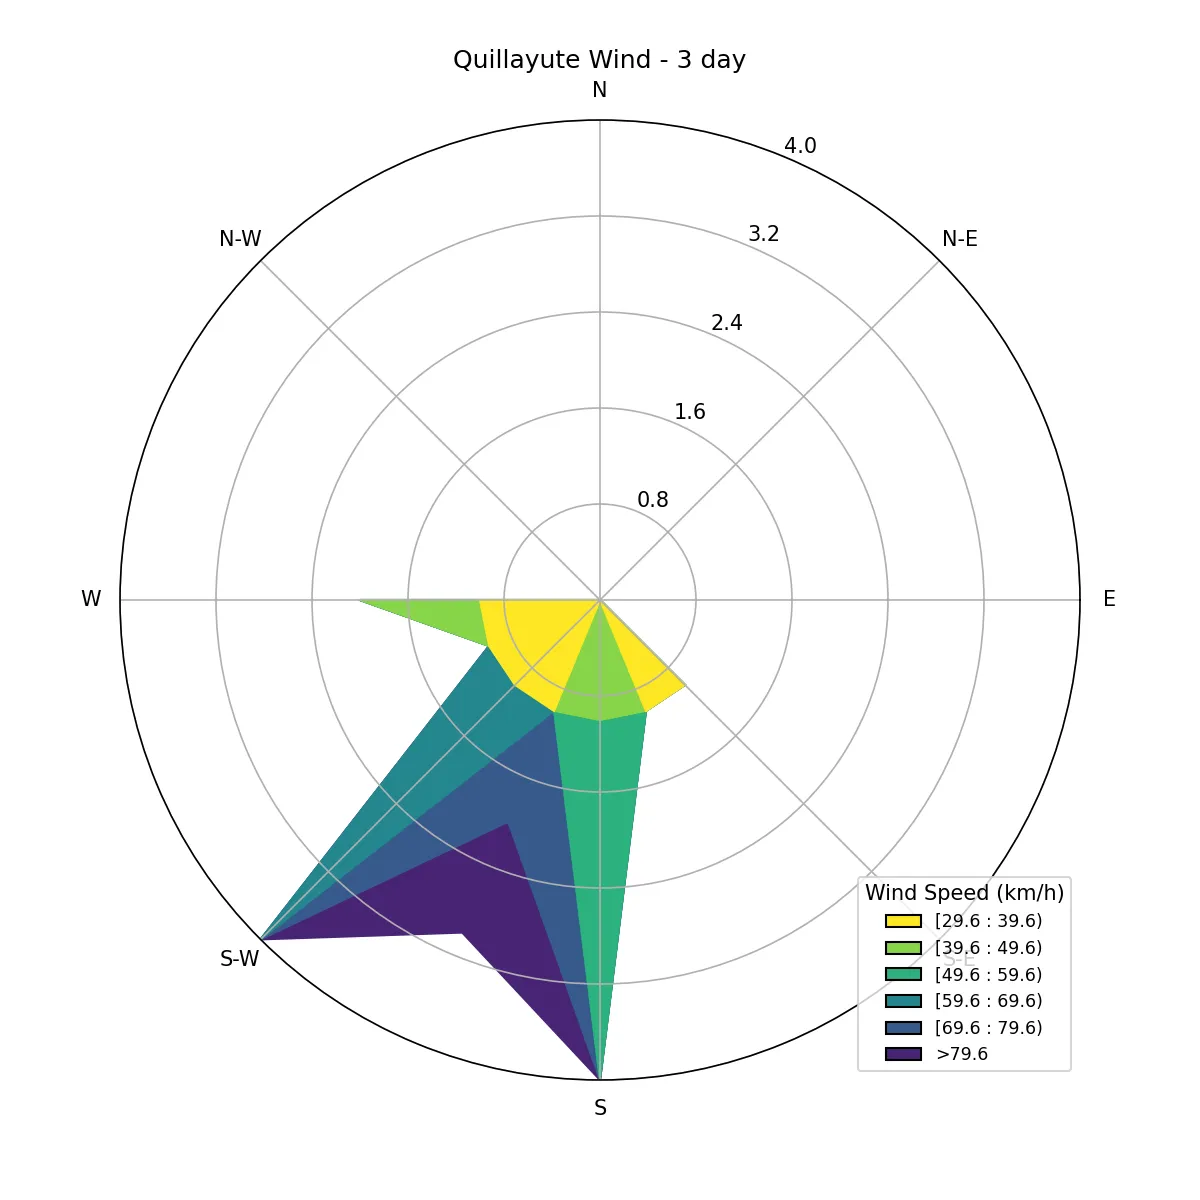 Quillayute Wind - 3 day
N
4.0
N-W
3.2
N-E
2.4
1.6
0.8
W
E
S-W
S-E
S
Wind Speed (km/h)
[29.6 : 39.6)
[39.6 : 49.6)
[49.6 : 59.6)
[59.6 : 69.6)
[69.6 : 79.6)
>79.6